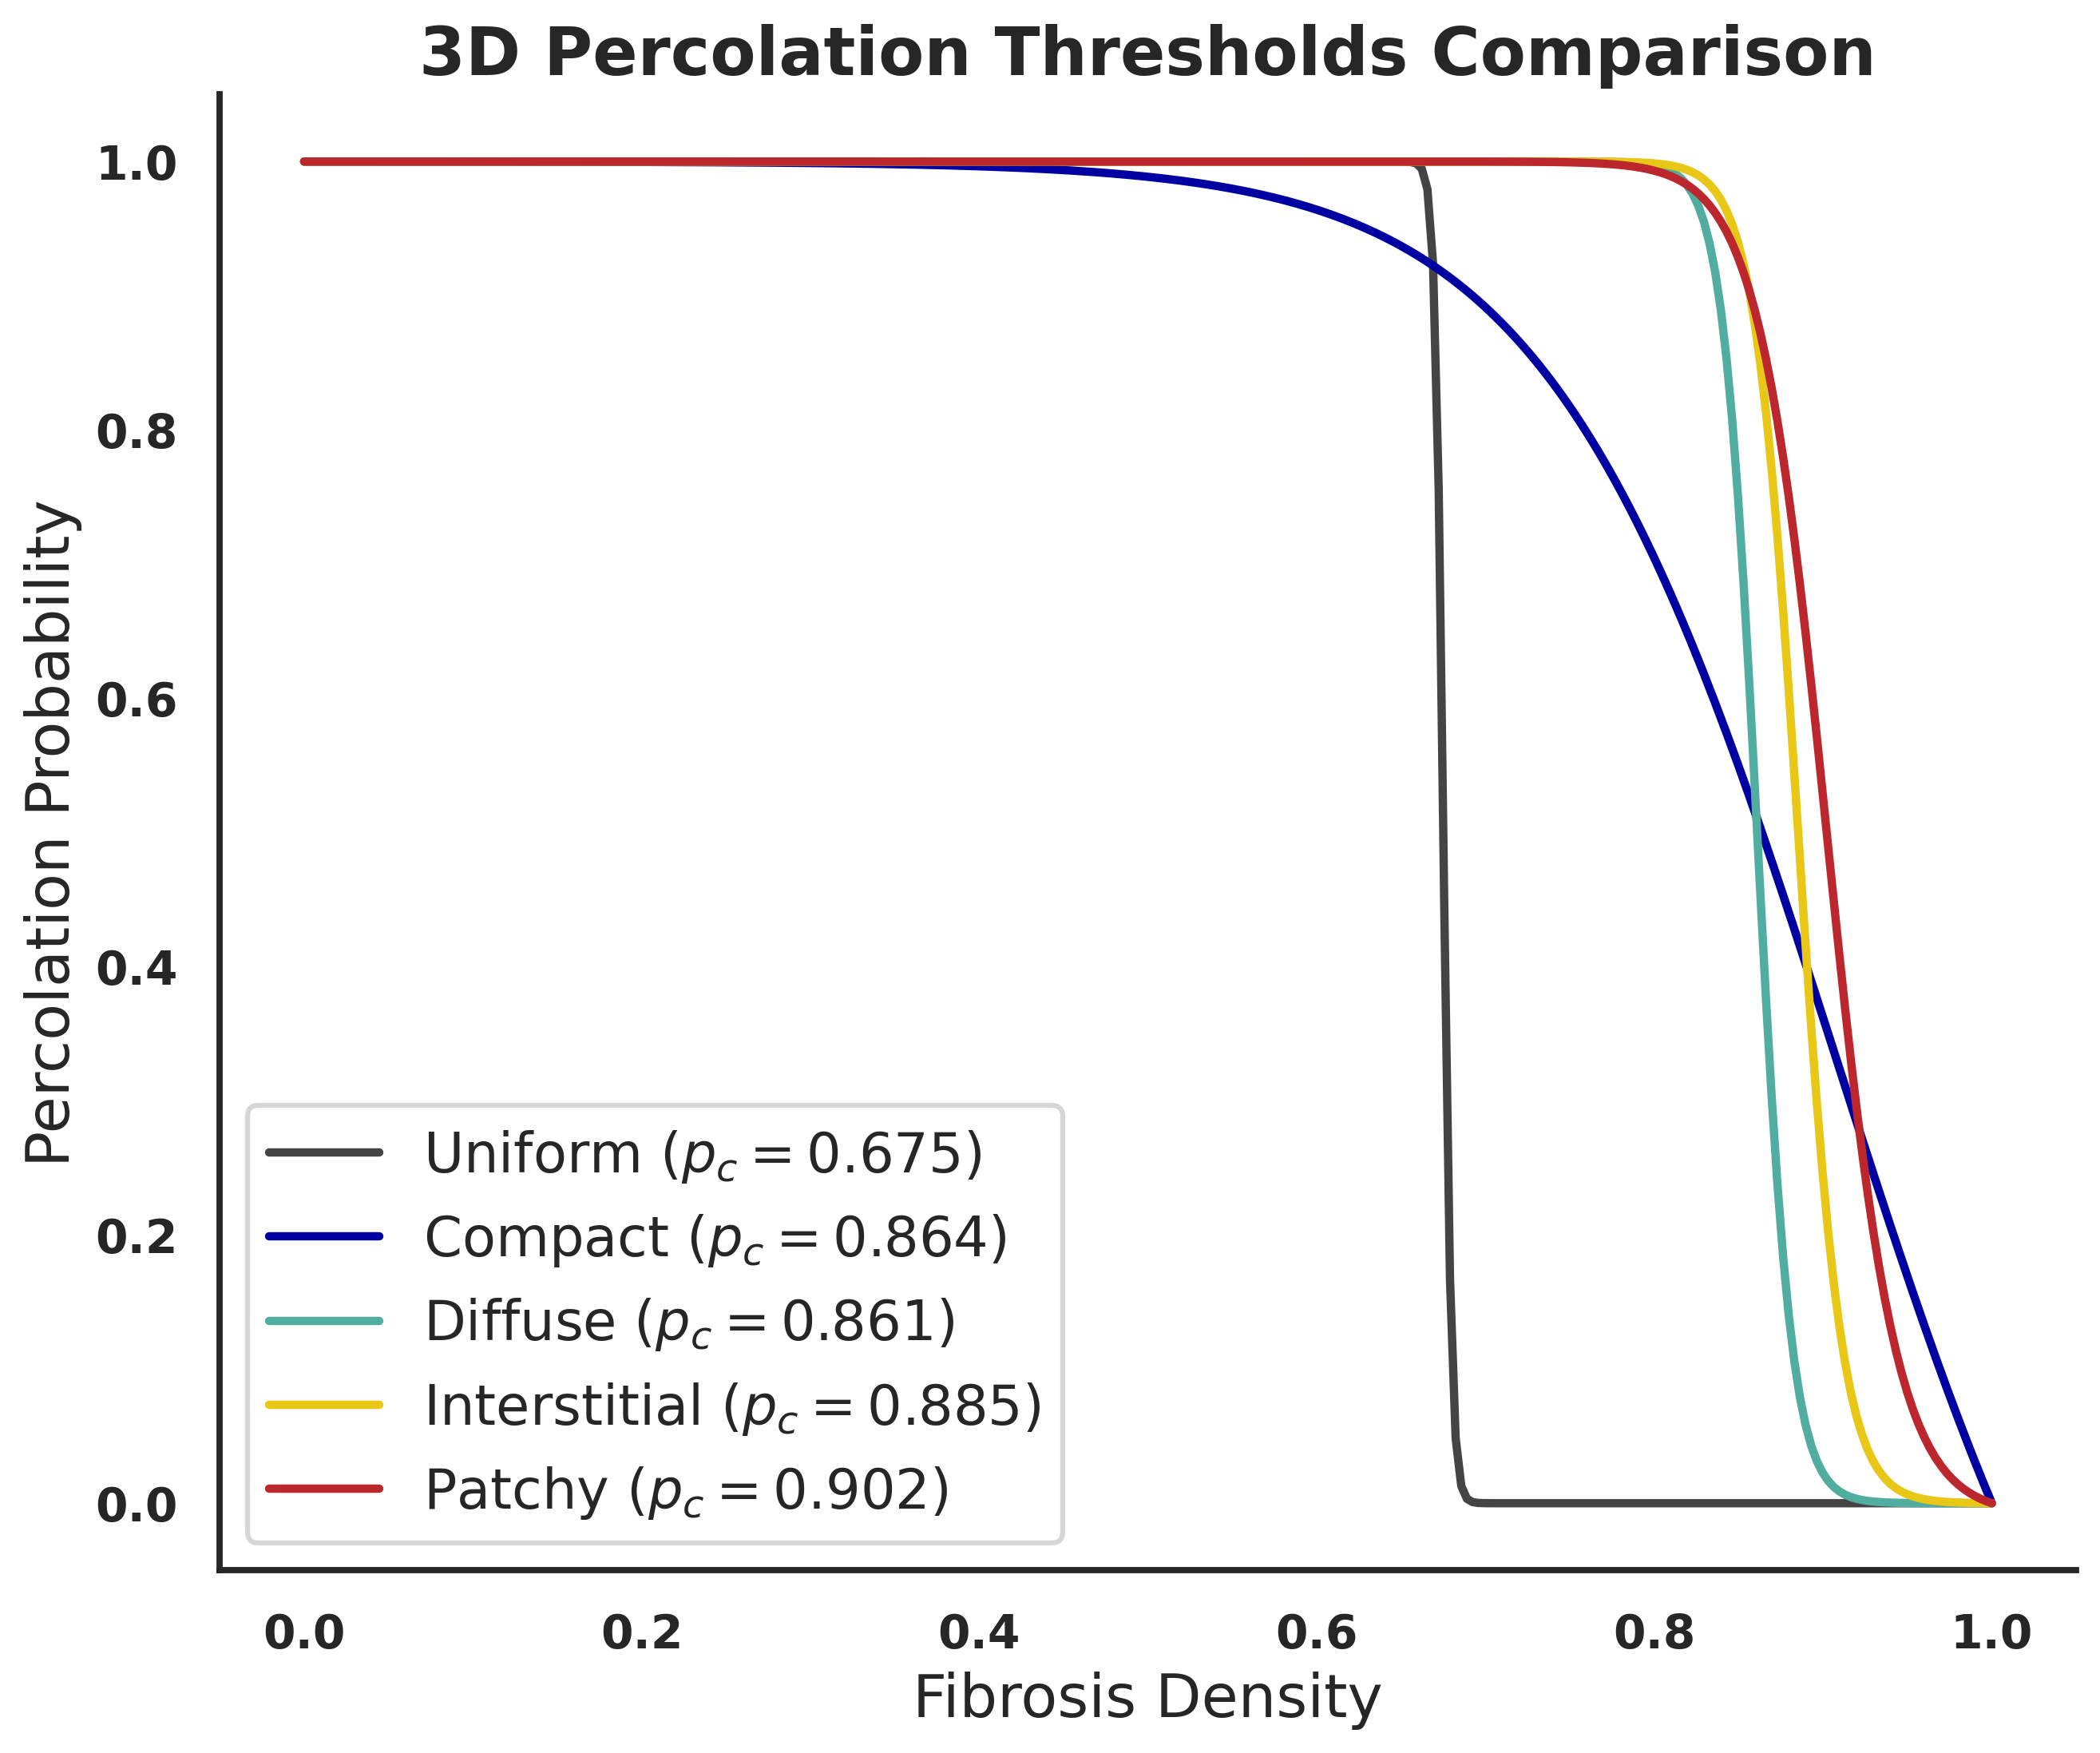 3D Percolation Thresholds Comparison
Percolation Probability
1.0
0.8
0.6
0.4
0.2
0.0
Uniform (p_c = 0.675)
Compact (p_c = 0.864)
Diffuse (p_c = 0.861)
Interstitial (p_c = 0.885)
Patchy (p_c = 0.902)
0.0 0.2 0.4 0.6 0.8 1.0
Fibrosis Density